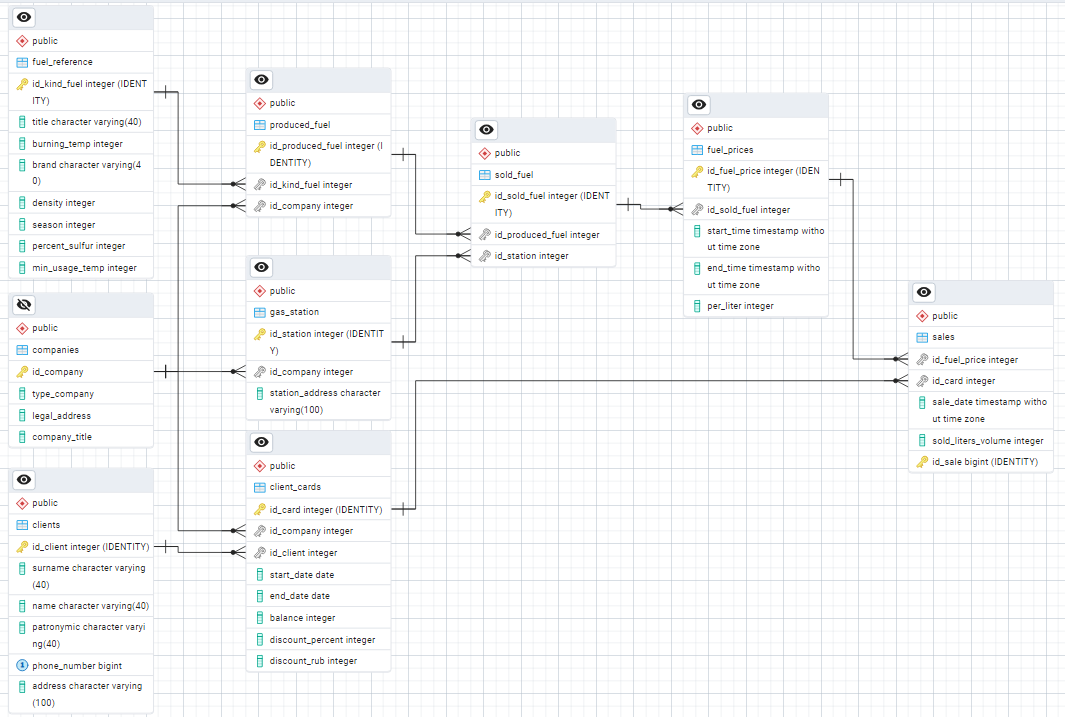 public
fuel_reference
id_kind_fuel integer (IDENT
ITY)
title character varying(40)
burning_temp integer
brand character varying(4
0)
density integer
season integer
percent_sulfur integer
min_usage_temp integer
public
companies
id_company
type_company
legal_address
company_title
public
clients
id_client integer (IDENTITY)
surname character varying
(40)
name character varying(40)
patronymic character varyi
ng(40)
1
phone_number bigint
address character varying
(100)
public
produced_fuel
id_produced_fuel integer (I
DENTITY)
id_kind_fuel integer
id_company integer
public
gas_station
id_station integer (IDENTIT
Y)
id_company integer
station_address character
varying(100)
public
client_cards
id_card integer (IDENTITY)
id_company integer
id_client integer
start_date date
end_date date
balance integer
discount_percent integer
discount_rub integer
public
sold_fuel
id_sold_fuel integer (IDENT
ITY)
id_produced_fuel integer
id_station integer
public
fuel_prices
id_fuel_price integer (IDEN
TITY)
id_sold_fuel integer
start_time timestamp witho
ut time zone
end_time timestamp witho
ut time zone
per_liter integer
public
sales
id_fuel_price integer
id_card integer
sale_date timestamp witho
ut time zone
sold_liters_volume integer
id_sale bigint (IDENTITY)